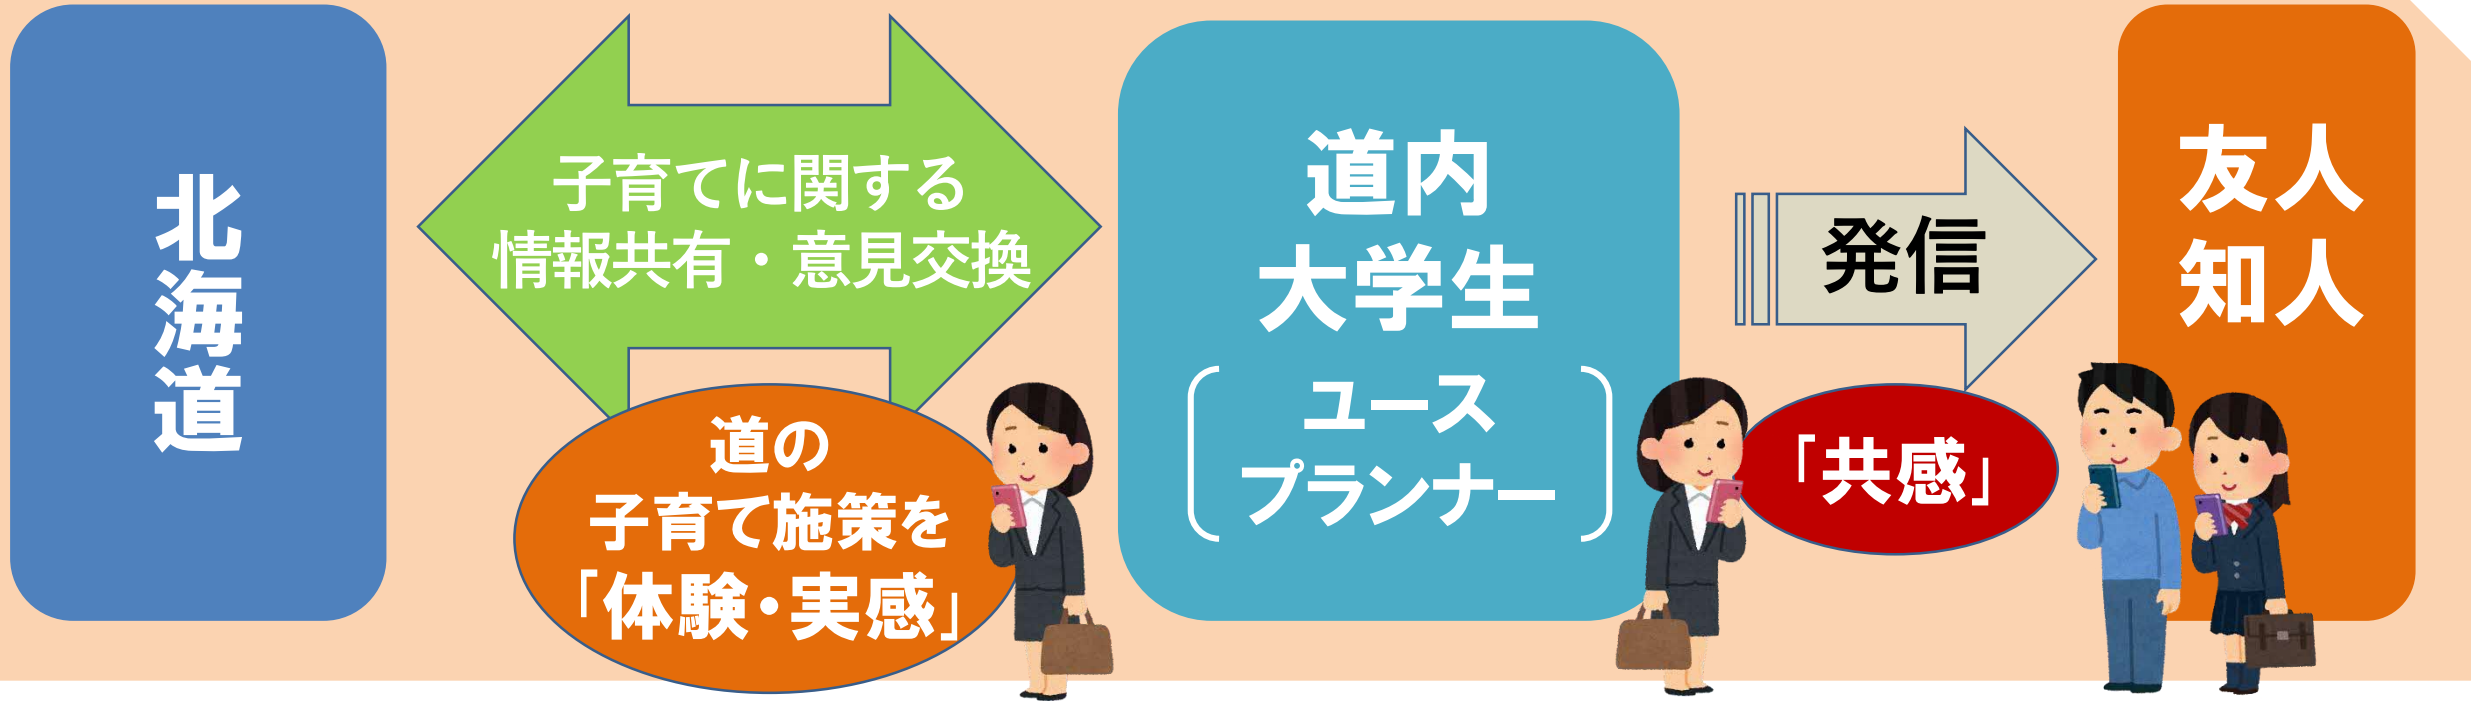 北海道
子育てに関する
情報共有・意見交換
道の
子育て施策を
「体験・実感」
道内
大学生
ユース
プランナー
発信
「共感」
友人
知人